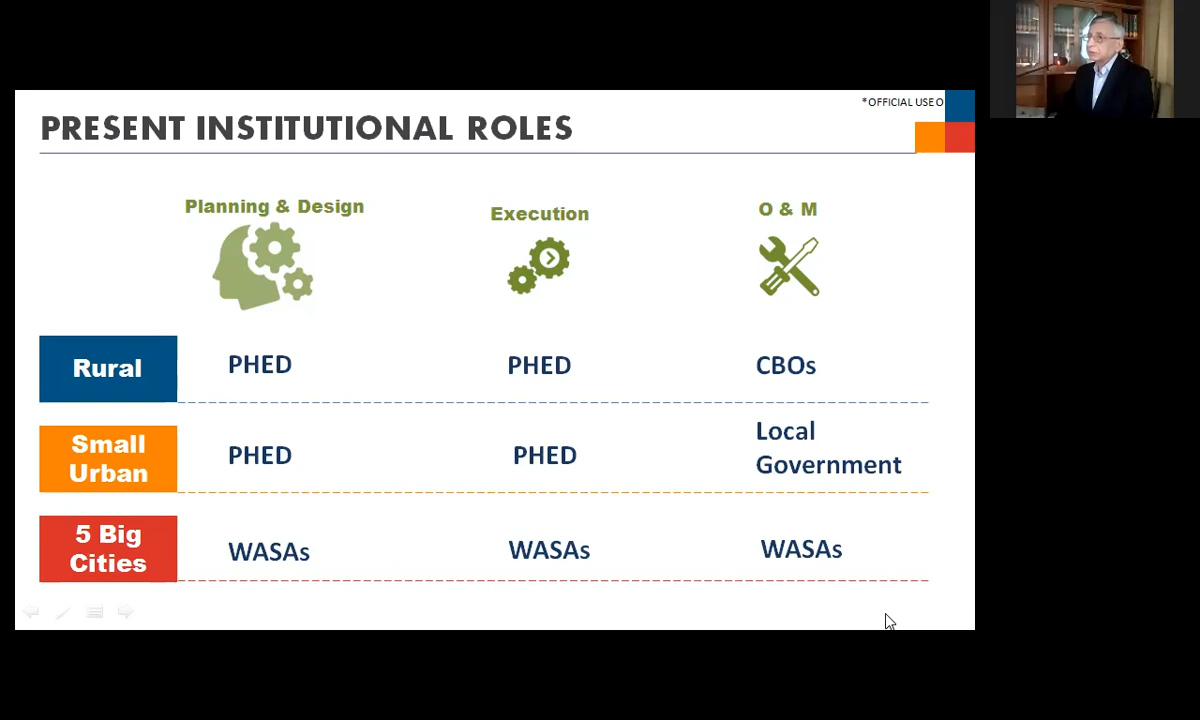 *OFFICIAL USE O
PRESENT INSTITUTIONAL ROLES
Planning & Design
Execution
O & M
Rural
PHED
PHED
CBOs
Small
Urban
PHED
PHED
Local
Government
5 Big
Cities
WASAs
WASAs
WASAs